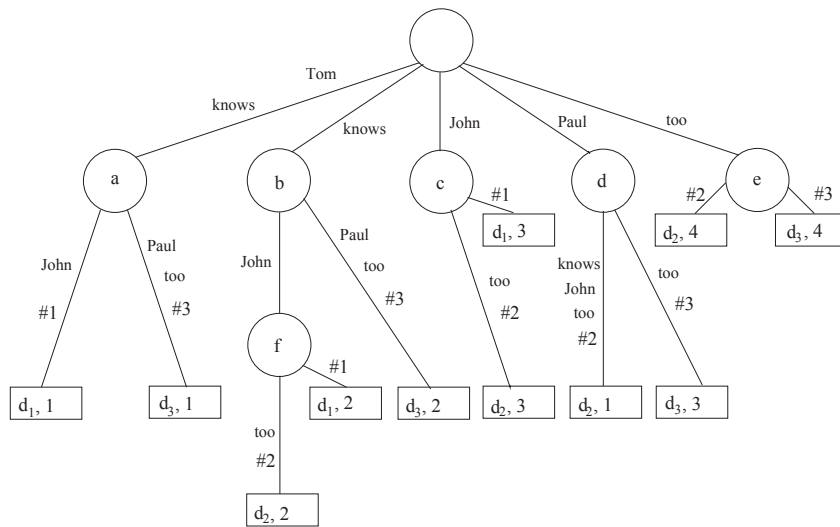 Tom
knows
knows
John
Paul
too
a
b
c
d
e
#1
#2
#3
d2, 4
d3, 4
d1, 3
John
#1
Paul
too
#3
John
Paul
too
#3
too
#2
knows
John
too
#2
too
#3
f
#1
d1, 1
d3, 1
d1, 2
d3, 2
d2, 3
d2, 1
d3, 3
too
#2
d2, 2